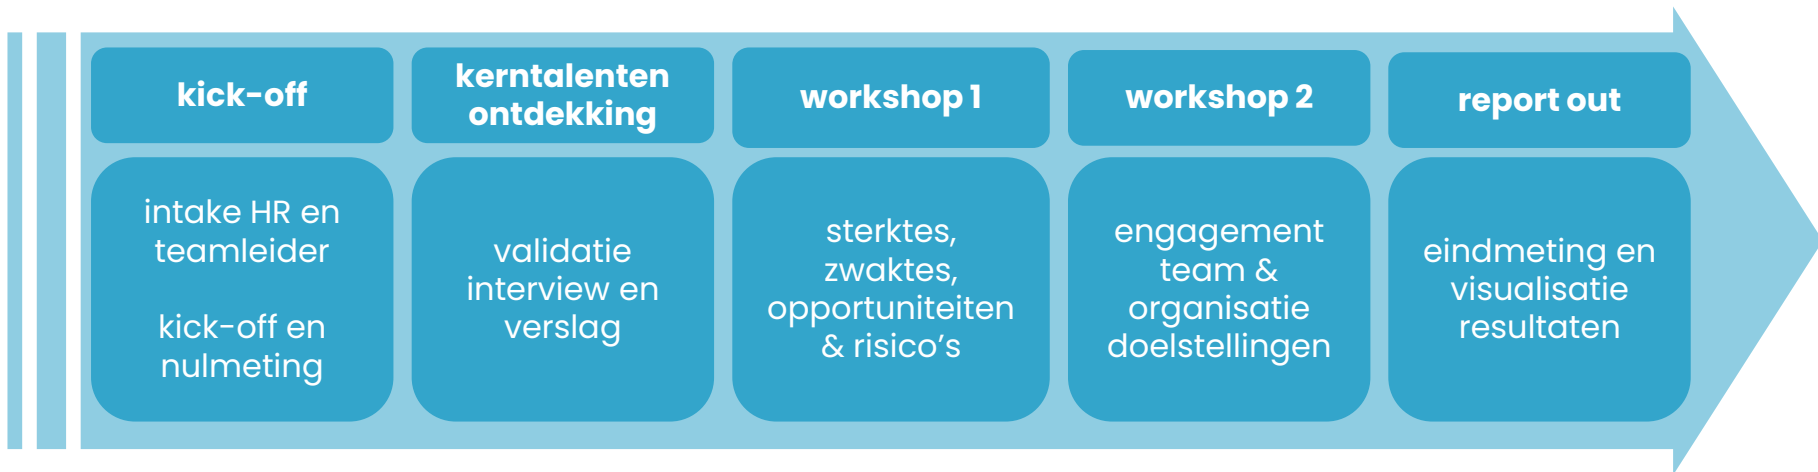 kick-off
intake HR en
teamleider
kick-off en
nulmeting
kerntalenten
ontdekking
validatie
interview en
verslag
workshop 1
sterktes,
zwaktes,
opportuniteiten
& risico’s
workshop 2
engagement
team &
organisatie
doelstellingen
report out
eindmeting en
visualisatie
resultaten